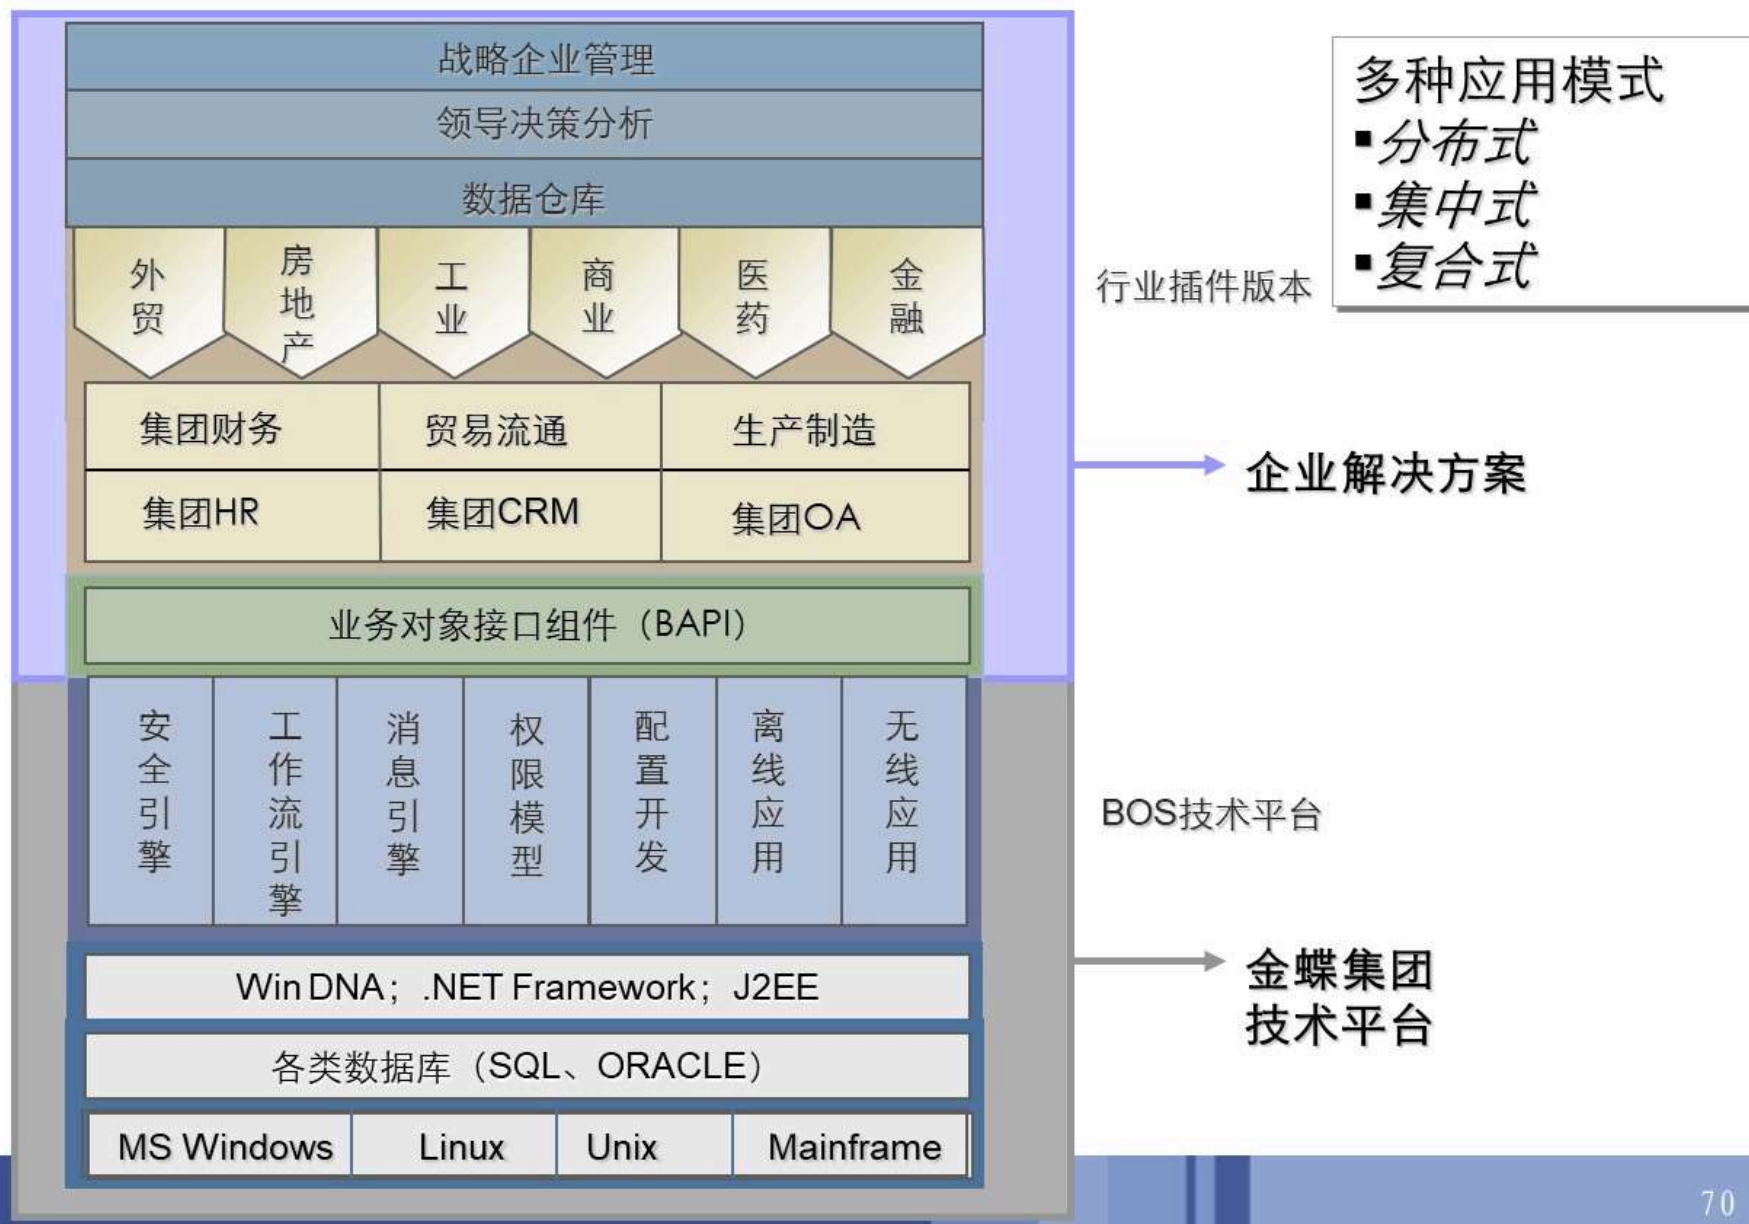 战略企业管理
领导决策分析
数据仓库
外贸
房地产
工业
商业
医药
金融
行业插件版本
多种应用模式
▪分布式
▪集中式
▪复合式
集团财务
贸易流通
生产制造
集团HR
集团CRM
集团OA
企业解决方案
业务对象接口组件（BAPI）
安全引擎
工作流引擎
消息引擎
权限模型
配置开发
离线应用
无线应用
BOS技术平台
Win DNA；.NET Framework；J2EE
金蝶集团
技术平台
各类数据库（SQL、ORACLE）
MS Windows
Linux
Unix
Mainframe
70